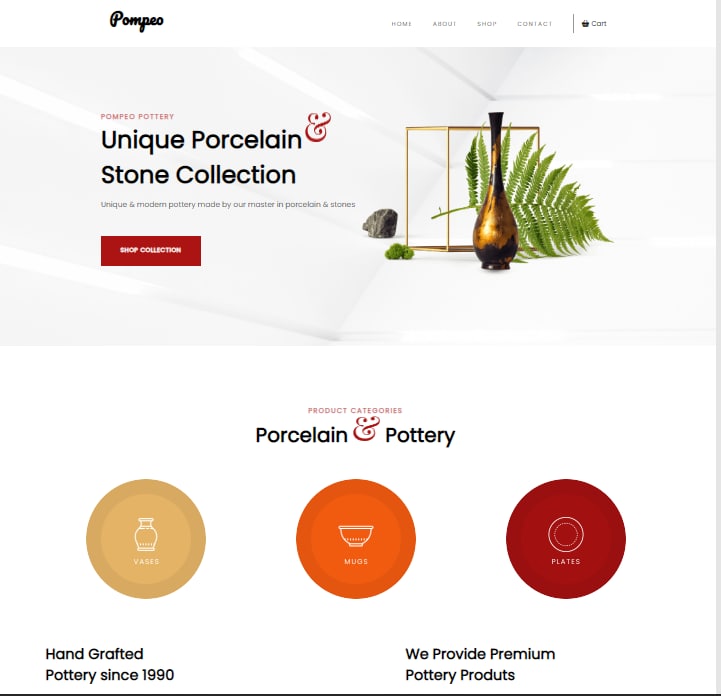 Pompeo
HOME ABOUT SHOP CONTACT Cart
POMPEO POTTERY
Unique Porcelain &
Stone Collection
Unique & modern pottery made by our master in porcelain & stones
SHOP COLLECTION
PRODUCT CATEGORIES
Porcelain & Pottery
VASES MUGS PLATES
Hand Grafted
Pottery since 1990
We Provide Premium
Pottery Produts